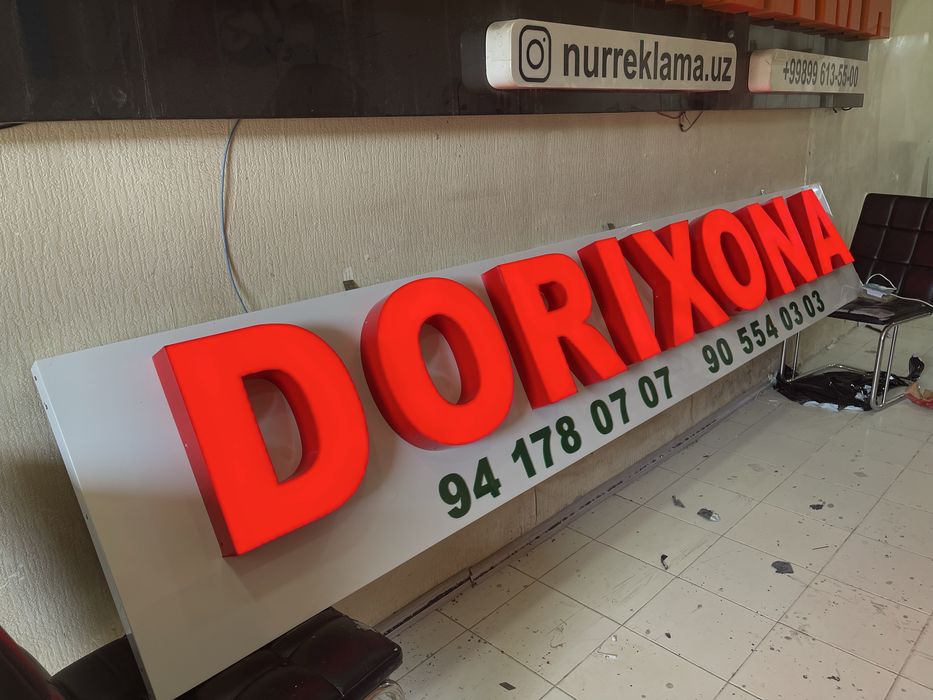 nurreklama.uz
+99899 613-55-00
DORIXONA
94 178 07 07 90 554 03 03